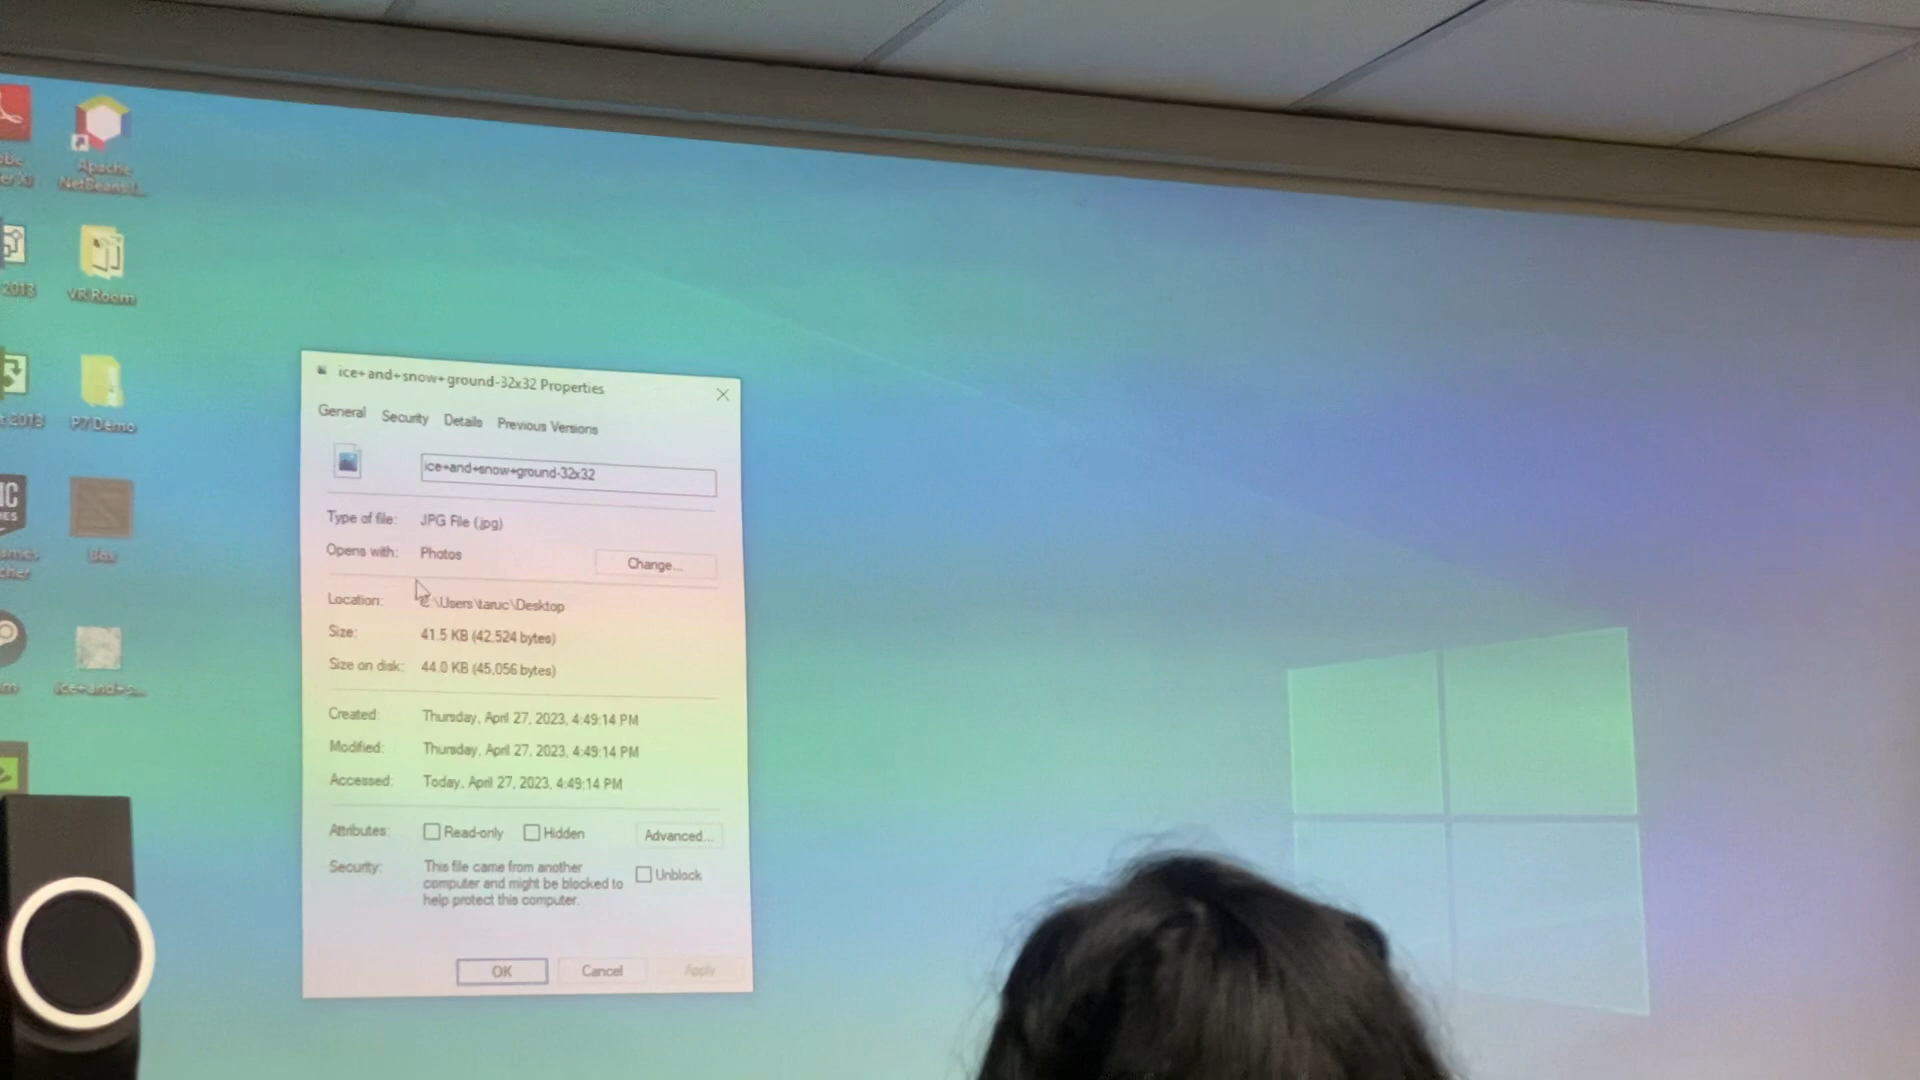 Apache
NetBeans I...
2013
VR Room
2013
P7 Demo
Box
ice+and+s...
ice+and+snow+ground-32x32 Properties
General Security Details Previous Versions
ice+and+snow+ground-32x32
Type of file: JPG File (.jpg)
Opens with: Photos Change...
Location: C:\Users\taruc\Desktop
Size: 41.5 KB (42,524 bytes)
Size on disk: 44.0 KB (45,056 bytes)
Created: Thursday, April 27, 2023, 4:49:14 PM
Modified: Thursday, April 27, 2023, 4:49:14 PM
Accessed: Today, April 27, 2023, 4:49:14 PM
Attributes: Read-only Hidden Advanced...
Security: This file came from another
computer and might be blocked to
help protect this computer.
Unblock
OK Cancel Apply